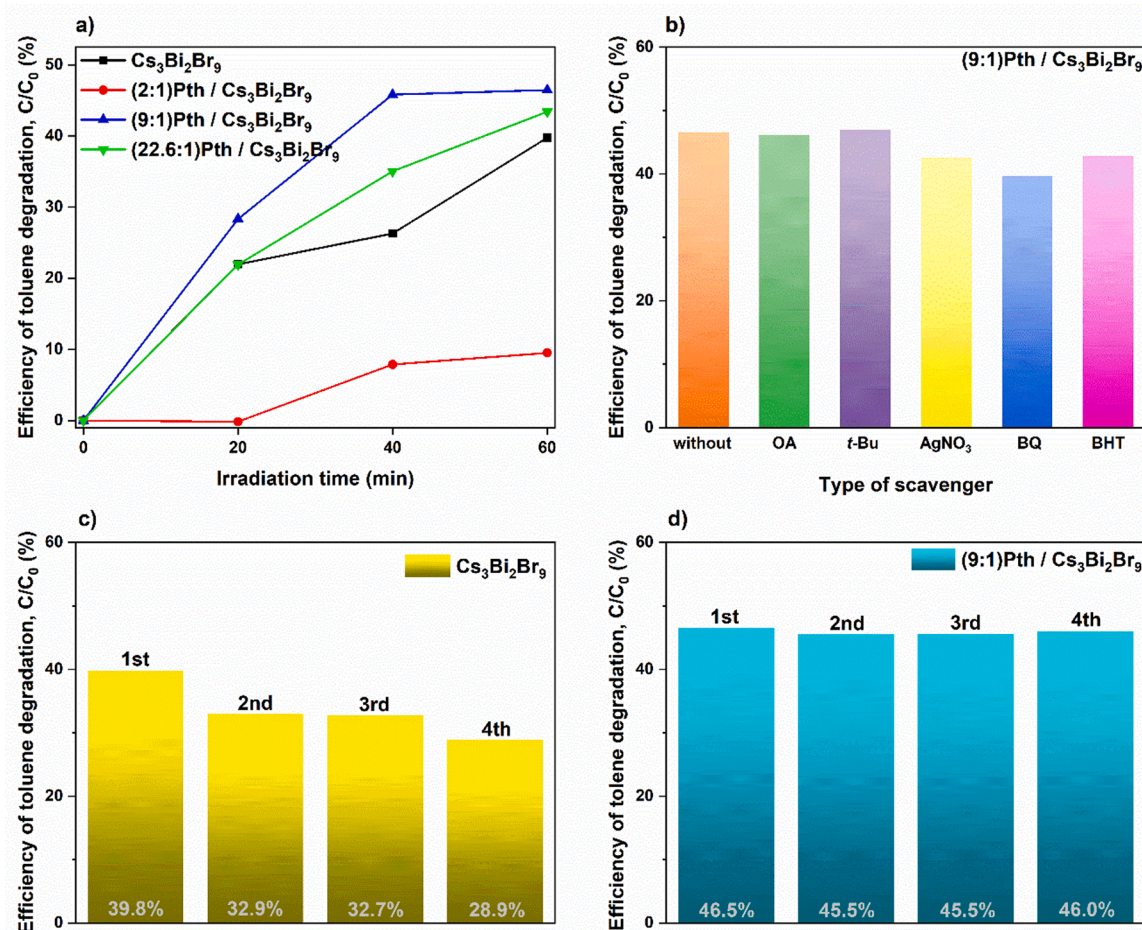 a)
Efficiency of toluene degradation, C/C₀ (%)
50
40
30
20
10
0
Cs₃Bi₂Br₉
(2:1)Pth / Cs₃Bi₂Br₉
(9:1)Pth / Cs₃Bi₂Br₉
(22.6:1)Pth / Cs₃Bi₂Br₉
0 20 40 60
Irradiation time (min)
b)
Efficiency of toluene degradation, C/C₀ (%)
60
40
20
0
(9:1)Pth / Cs₃Bi₂Br₉
without OA t-Bu AgNO₃ BQ BHT
Type of scavenger
c)
Efficiency of tolene degradation, C/C₀ (%)
60
40
20
0
Cs₃Bi₂Br₉
1st 2nd 3rd 4th
39.8% 32.9% 32.7% 28.9%
d)
Efficiency of tolene degradation, C/C₀ (%)
60
40
20
0
(9:1)Pth / Cs₃Bi₂Br₉
1st 2nd 3rd 4th
46.5% 45.5% 45.5% 46.0%